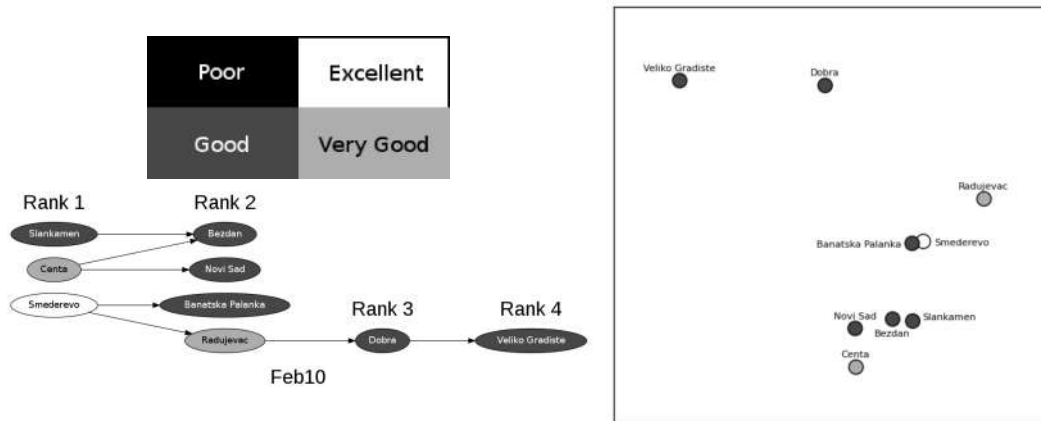 Poor
Excellent
Good
Very Good
Rank 1
Rank 2
Slankamen
Bezdan
Centa
Novi Sad
Smederevo
Banatska Palanka
Rank 3
Rank 4
Radujevac
Dobra
Veliko Gradiste
Feb10
Veliko Gradiste
Dobra
Radujevac
Banatska Palanka
Smederevo
Novi Sad
Slankamen
Bezdan
Centa